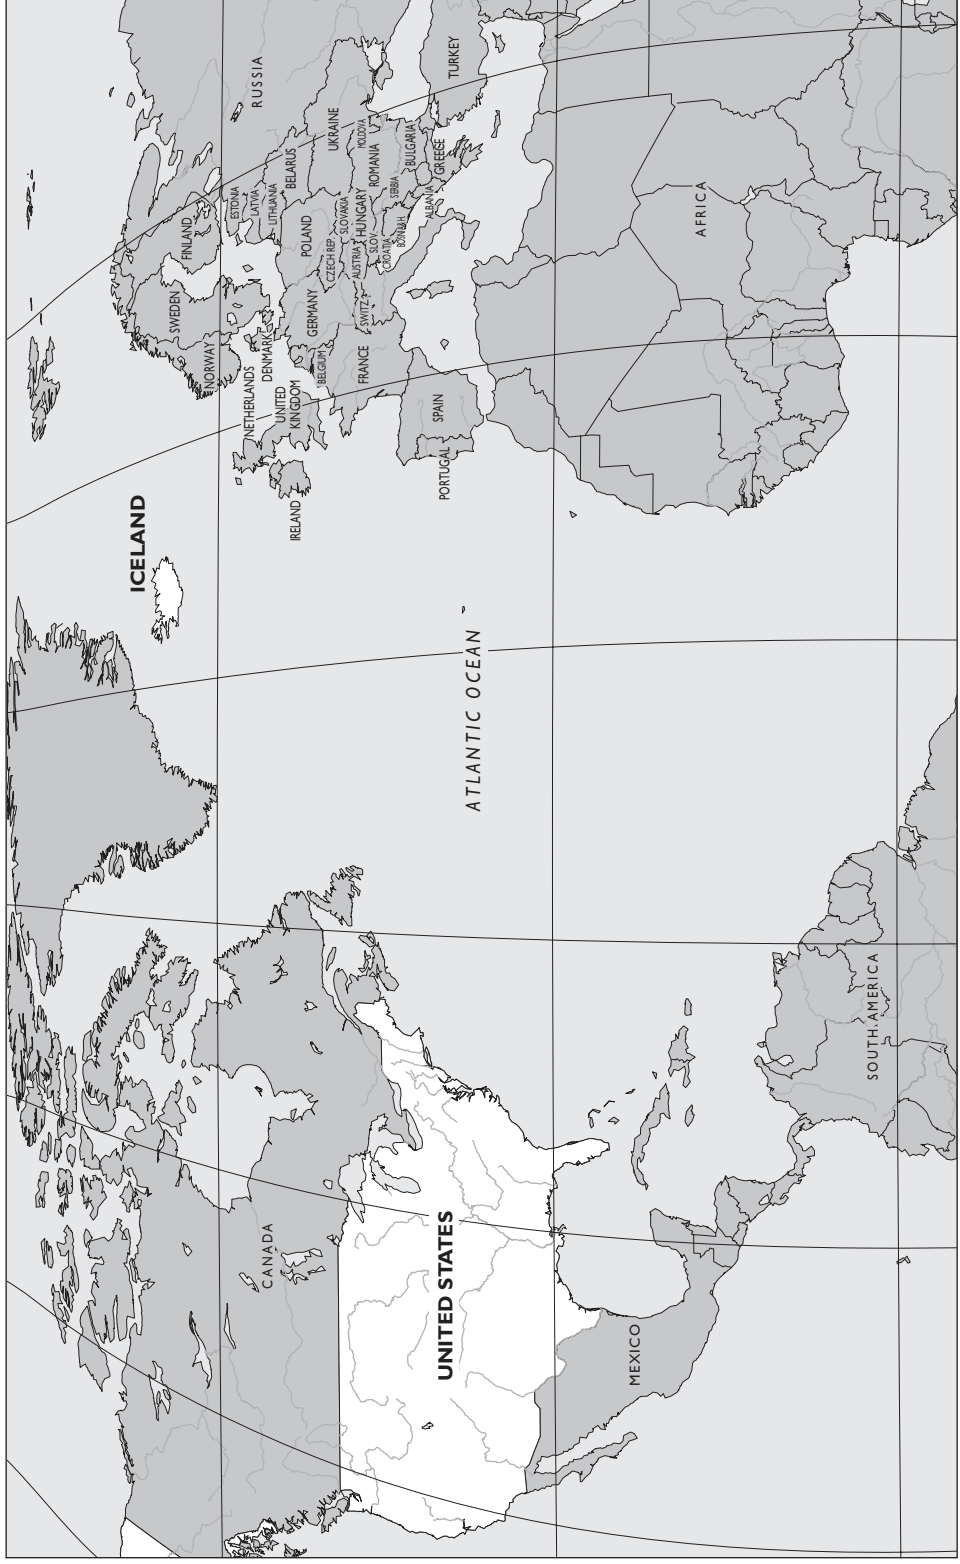 RUSSIA
TURKEY
UKRAINE
BELARUS
MOLDOVA
ROMANIA
BULGARIA
GREECE
ESTONIA
LATVIA
LITHUANIA
SERBIA
ALBANIA
FINLAND
POLAND
SLOVAKIA
HUNGARY
CZECH REP.
AUSTRIA
SLOV.
CROATIA
AFRICA
SWEDEN
GERMANY
SWITZ.
NORWAY
DENMARK
NETHERLANDS
BELGIUM
FRANCE
UNITED
KINGDOM
SPAIN
PORTUGAL
IRELAND
ICELAND
ATLANTIC OCEAN
SOUTH AMERICA
CANADA
UNITED STATES
MEXICO